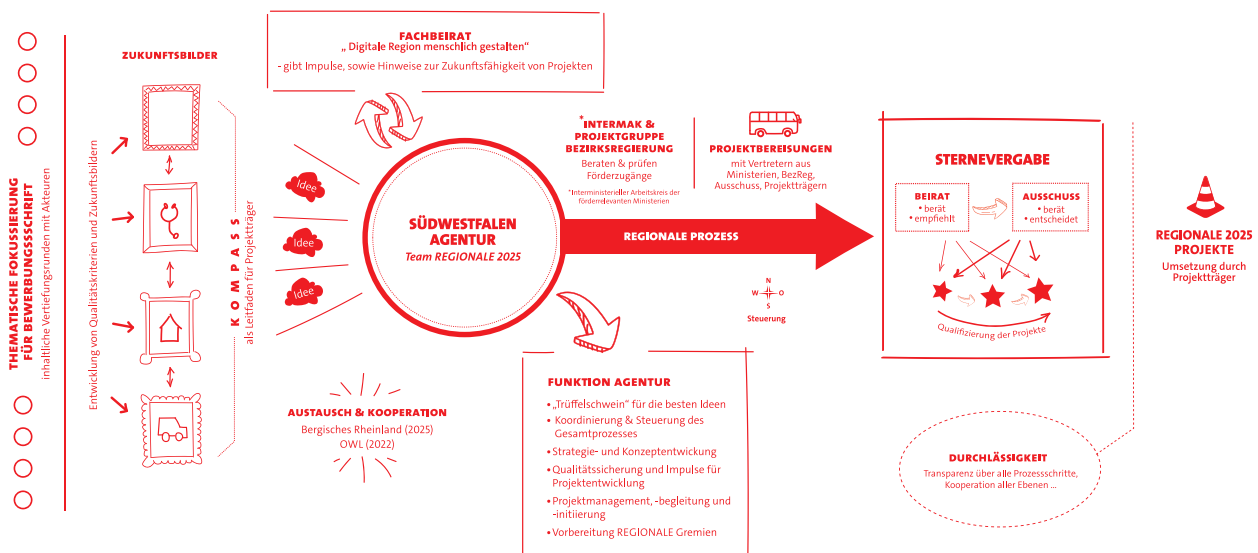 THEMATISCHE FOKUSSIERUNG
FÜR BEWERBUNGSSSCHRIFT
inhaltliche Vertiefungsrunden mit Akteuren
Entwicklung von Qualitätskriterien und Zukunftsbildern
ZUKUNFTSBILDER
KOMPASS
als Leitfaden für Projektträger
FACHBEIRAT
„ Digitale Region menschlich gestalten“
- gibt Impulse, sowie Hinweise zur Zukunftsfähigkeit von Projekten
Idee
Idee
Idee
SÜDWESTFALEN
AGENTUR
Team REGIONALE 2025
AUSTAUSCH & KOOPERATION
Bergisches Rheinland (2025)
OWL (2022)
*INTERMAK &
PROJEKTGRUPPE
BEZIRKSREGIERUNG
Beraten & prüfen
Förderzugänge
*Interministerieller Arbeitskreis der
förderrelevanten Ministerien
PROJEKTBEREISUNGEN
mit Vertretern aus
Ministerien, BezReg,
Ausschuss, Projektträgern
REGIONALE PROZESS
N
W O
S
Steuerung
FUNKTION AGENTUR
• „Trüffelschwein“ für die besten Ideen
• Koordinierung & Steuerung des
Gesamtprozesses
• Strategie- und Konzeptentwickung
• Qualitätssicherung und Impulse für
Projektentwicklung
• Projektmanagement, -begleitung und
-initiierung
• Vorbereitung REGIONALE Gremien
STERNEVERGABE
BEIRAT
• berät
• empfiehlt
AUSSCHUSS
• berät
• entscheidet
Qualifizierung der Projekte
DURCHLÄSSIGKEIT
Transparenz über alle Prozessschritte,
Kooperation aller Ebenen ...
REGIONALE 2025
PROJEKTE
Umsetzung durch
Projektträger